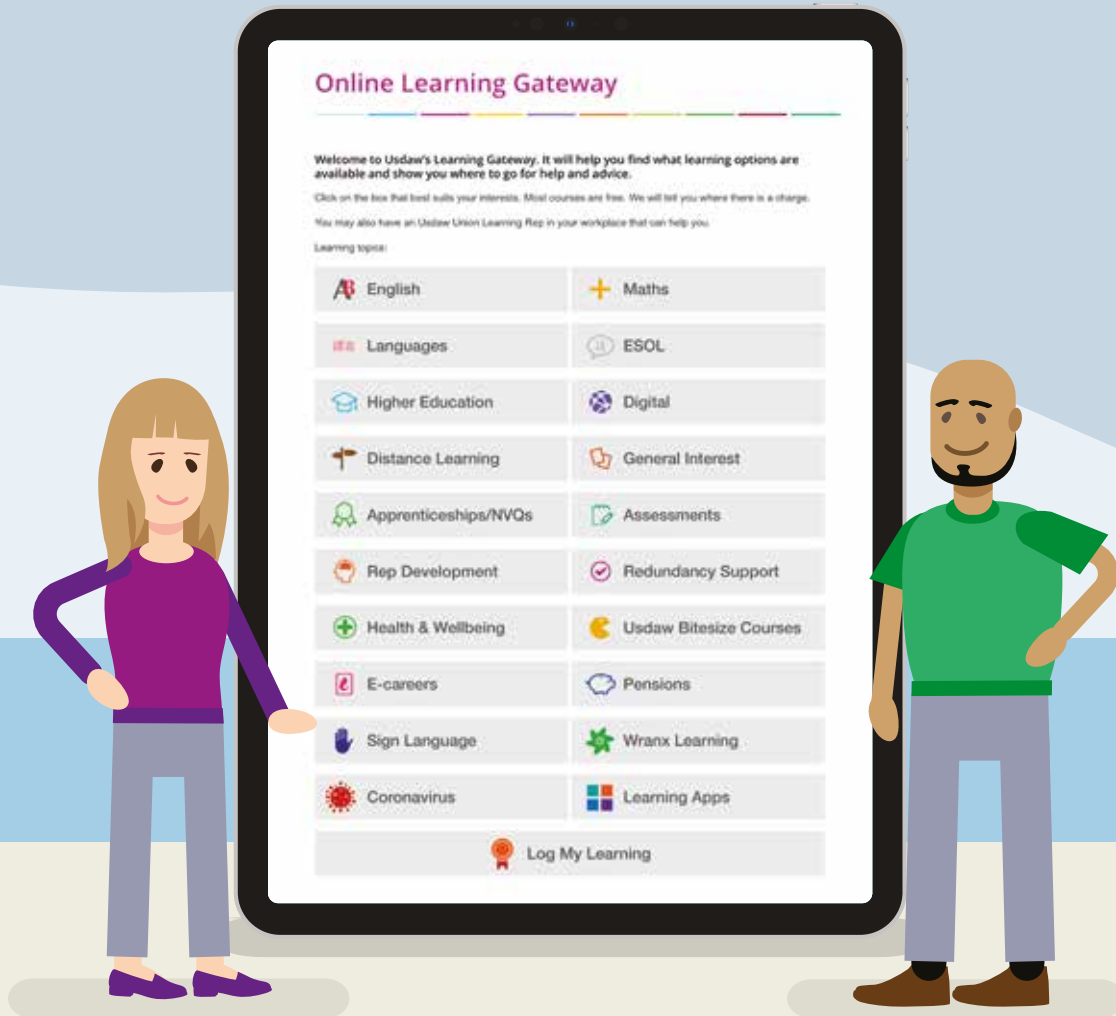 Online Learning Gateway
Welcome to Usdaw's Learning Gateway. It will help you find what learning options are
available and show you where to go for help and advice.
Click on the box that best suits your interests. Most courses are free. We will tell you where there is a charge.
You may also have an Usdaw Union Learning Rep in your workplace that can help you.
Learning topics:
English
Maths
Languages
ESOL
Higher Education
Digital
Distance Learning
General Interest
Apprenticeships/NVQs
Assessments
Rep Development
Redundancy Support
Health & Wellbeing
Usdaw Bitesize Courses
E-careers
Pensions
Sign Language
Wranx Learning
Coronavirus
Learning Apps
Log My Learning